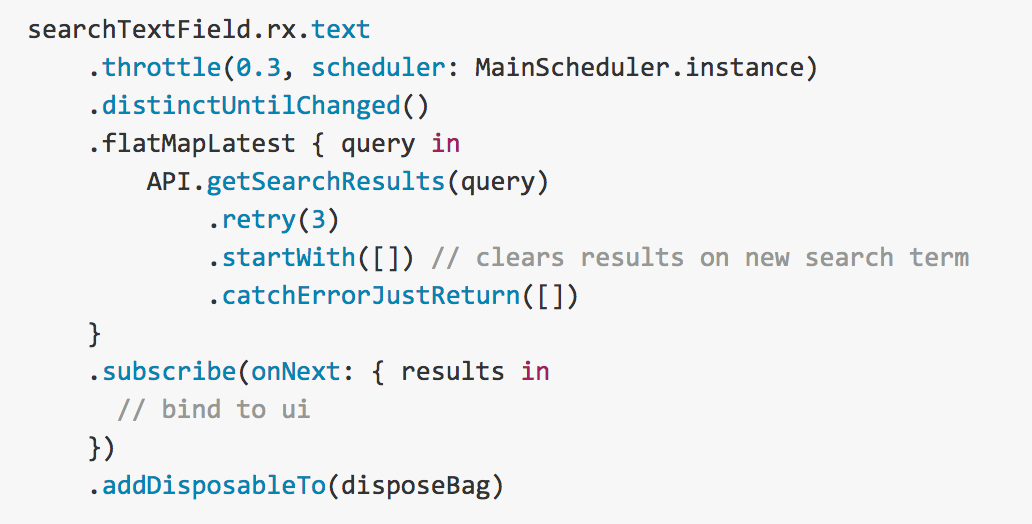 searchTextField.rx.text
.throttle(0.3, scheduler: MainScheduler.instance)
.distinctUntilChanged()
.flatMapLatest { query in
API.getSearchResults(query)
.retry(3)
.startWith([]) // clears results on new search term
.catchErrorJustReturn([])
}
.subscribe(onNext: { results in
// bind to ui
})
.addDisposableTo(disposeBag)